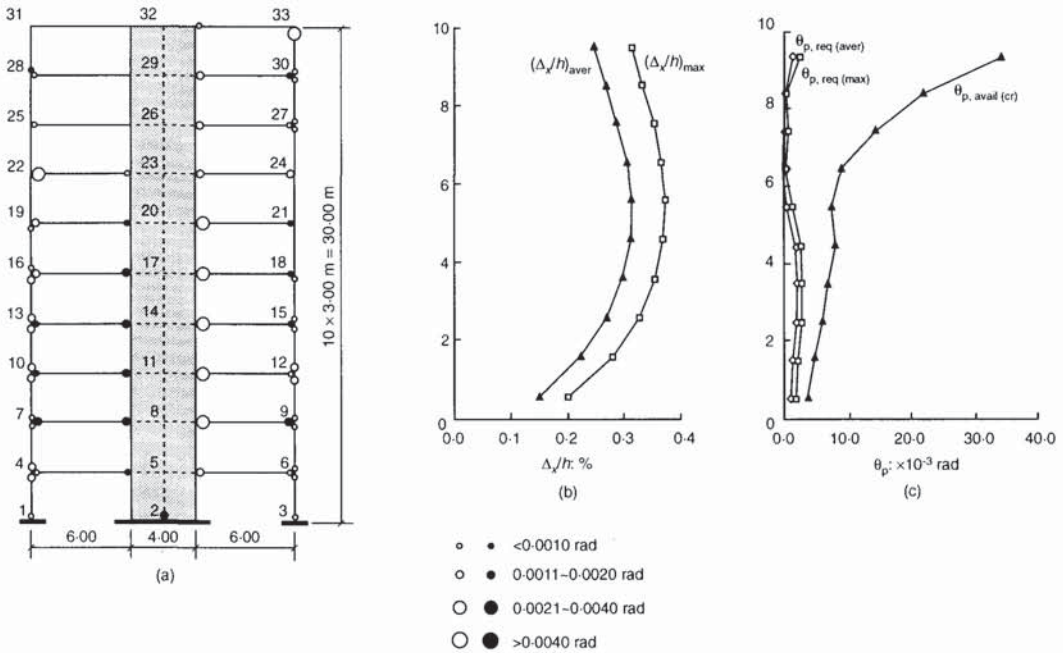 31 32 33
28 29 30
25 26 27
22 23 24
19 20 21
16 17 18
13 14 15
10 11 12
7 8 9
4 5 6
1 2 3
10 × 3·00 m = 30·00 m
6·00 4·00 6·00
(a)
10
8
6
4
2
0
(Δx/h)aver
(Δx/h)max
0·0 0·1 0·2 0·3 0·4
Δx/h: %
(b)
10
8
6
4
2
0
θp, req (aver)
θp, req (max)
θp, avail (cr)
0·0 10·0 20·0 40·0
θp: ×10-3 rad
(c)
<0·0010 rad
0·0011~0·0020 rad
0·0021~0·0040 rad
>0·0040 rad